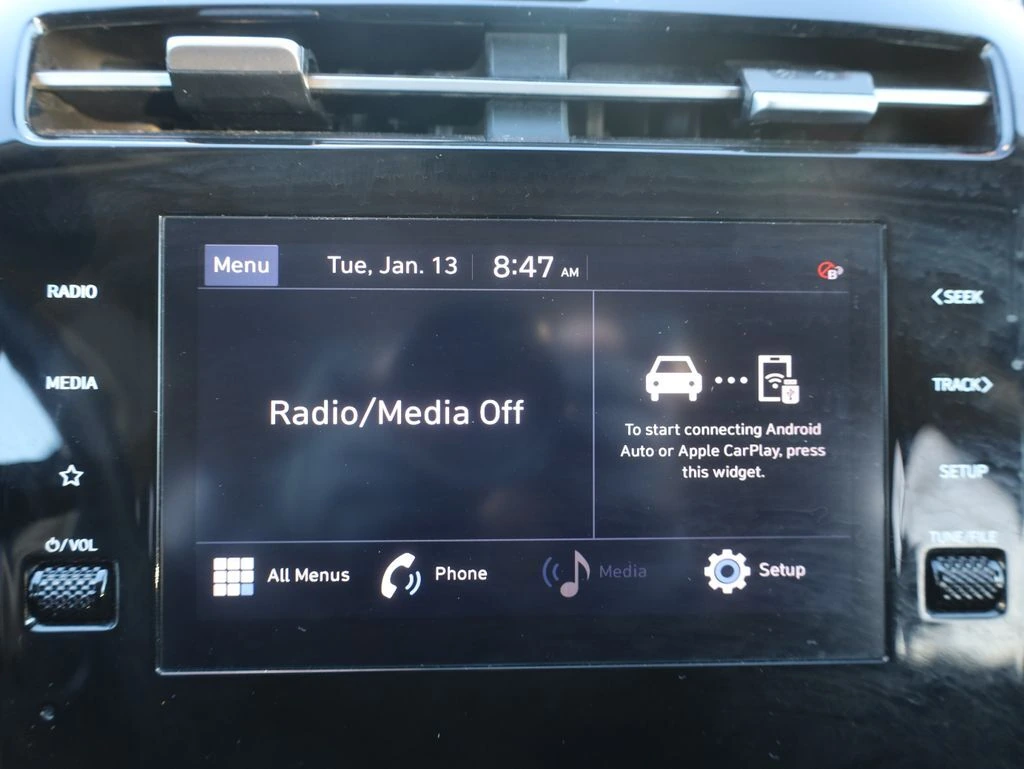 Menu
Tue, Jan. 13
8:47 AM
B
RADIO
MEDIA
/VOL
Radio/Media Off
To start connecting Android
Auto or Apple CarPlay, press
this widget.
<SEEK
TRACK>
SETUP
TUNE/FILE
All Menus
Phone
Media
Setup